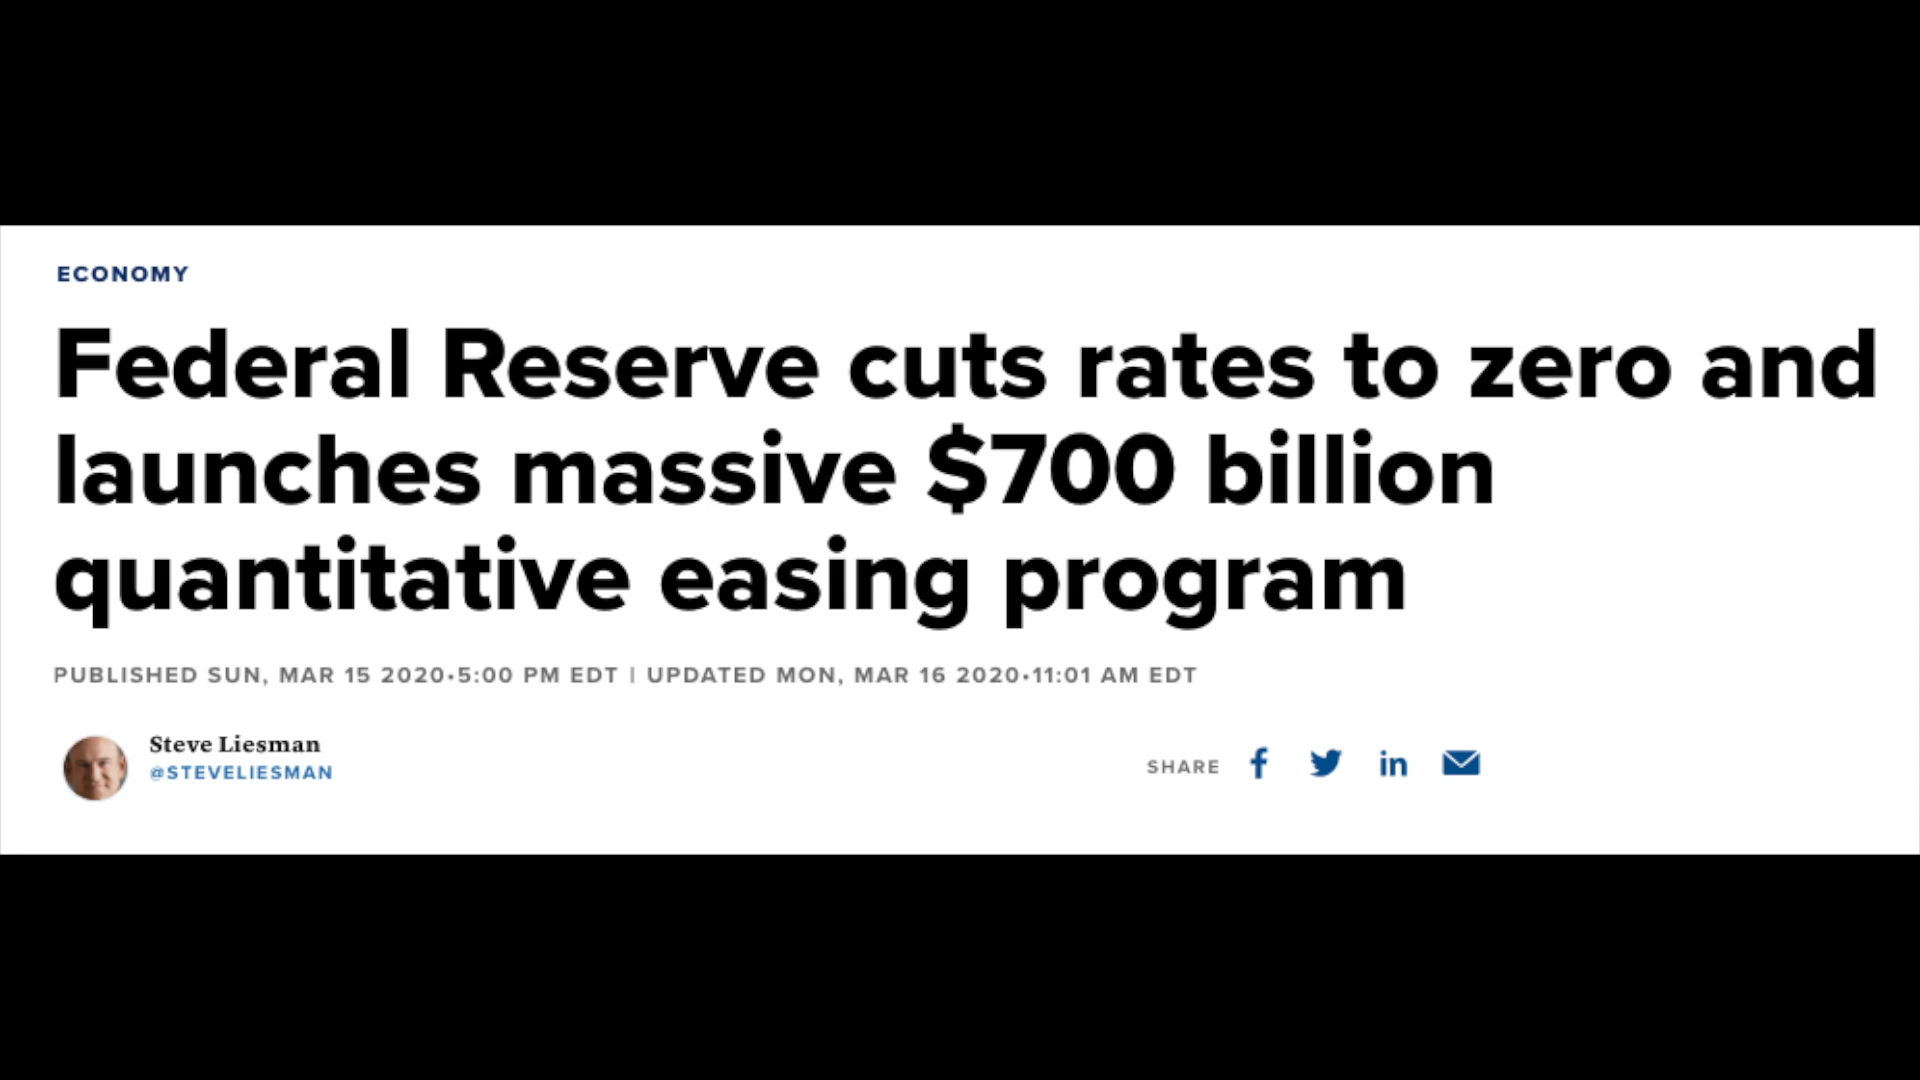 ECONOMY
Federal Reserve cuts rates to zero and
launches massive $700 billion
quantitative easing program
PUBLISHED SUN, MAR 15 2020•5:00 PM EDT | UPDATED MON, MAR 16 2020•11:01 AM EDT
Steve Liesman
@STEVELIESMAN
SHARE